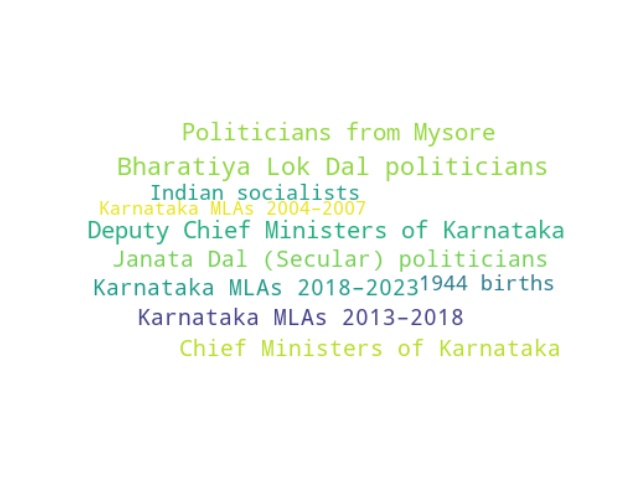 Politicians from Mysore
Bharatiya Lok Dal politicians
Indian socialists
Karnataka MLAs 2004–2007
Deputy Chief Ministers of Karnataka
Janata Dal (Secular) politicians
Karnataka MLAs 2018–2023
1944 births
Karnataka MLAs 2013–2018
Chief Ministers of Karnataka